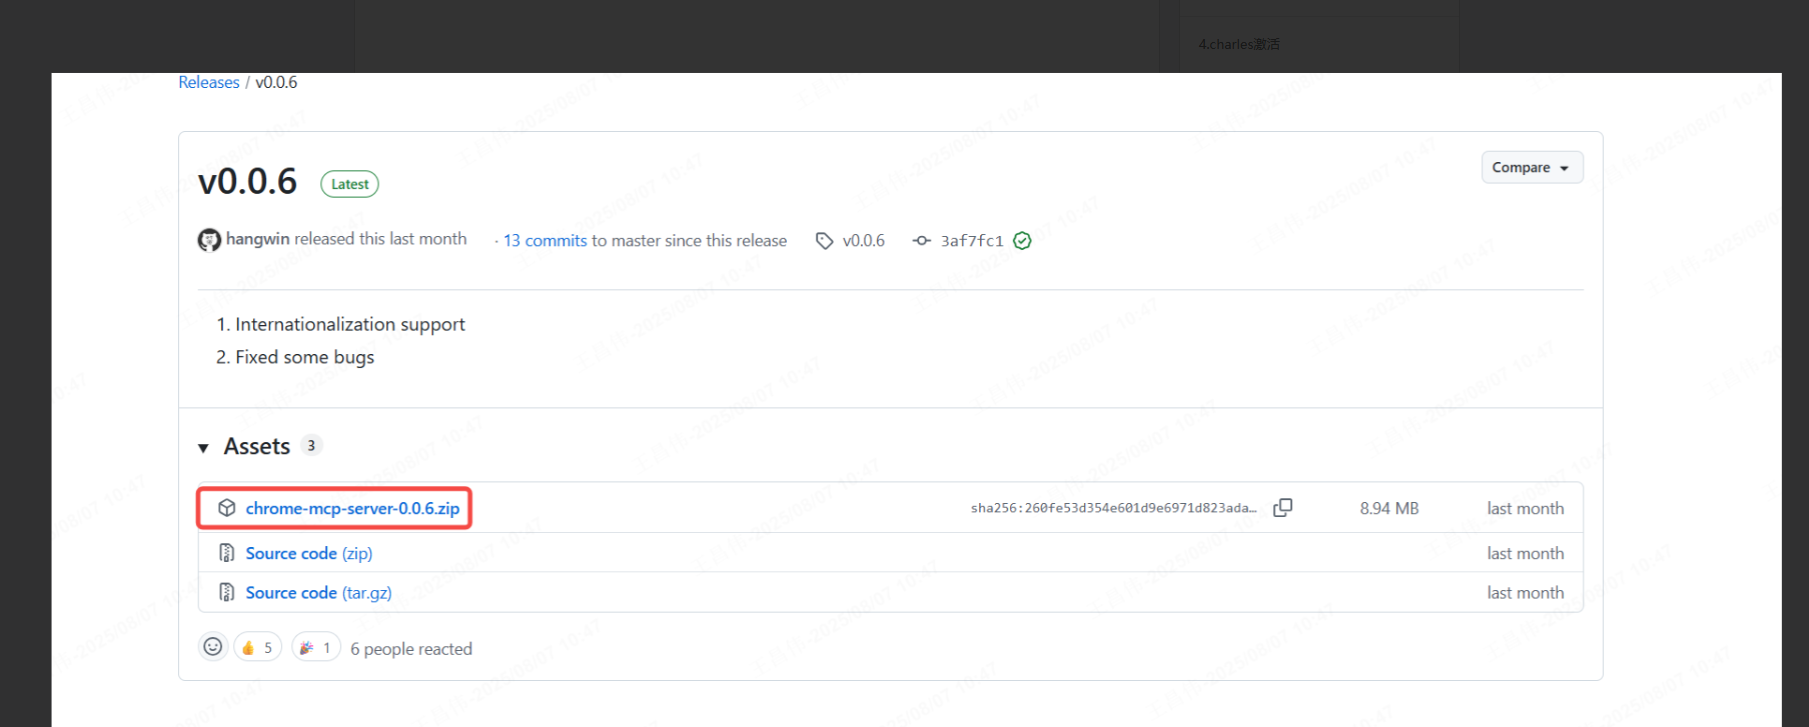 4.charles激活
Releases / v0.0.6
v0.0.6 Latest
Compare
hangwin released this last month · 13 commits to master since this release v0.0.6 3af7fc1
1. Internationalization support
2. Fixed some bugs
Assets 3
chrome-mcp-server-0.0.6.zip sha256:260fe53d354e601d9e6971d823ada… 8.94 MB last month
Source code (zip) last month
Source code (tar.gz) last month
👍 5 🎉 1 6 people reacted